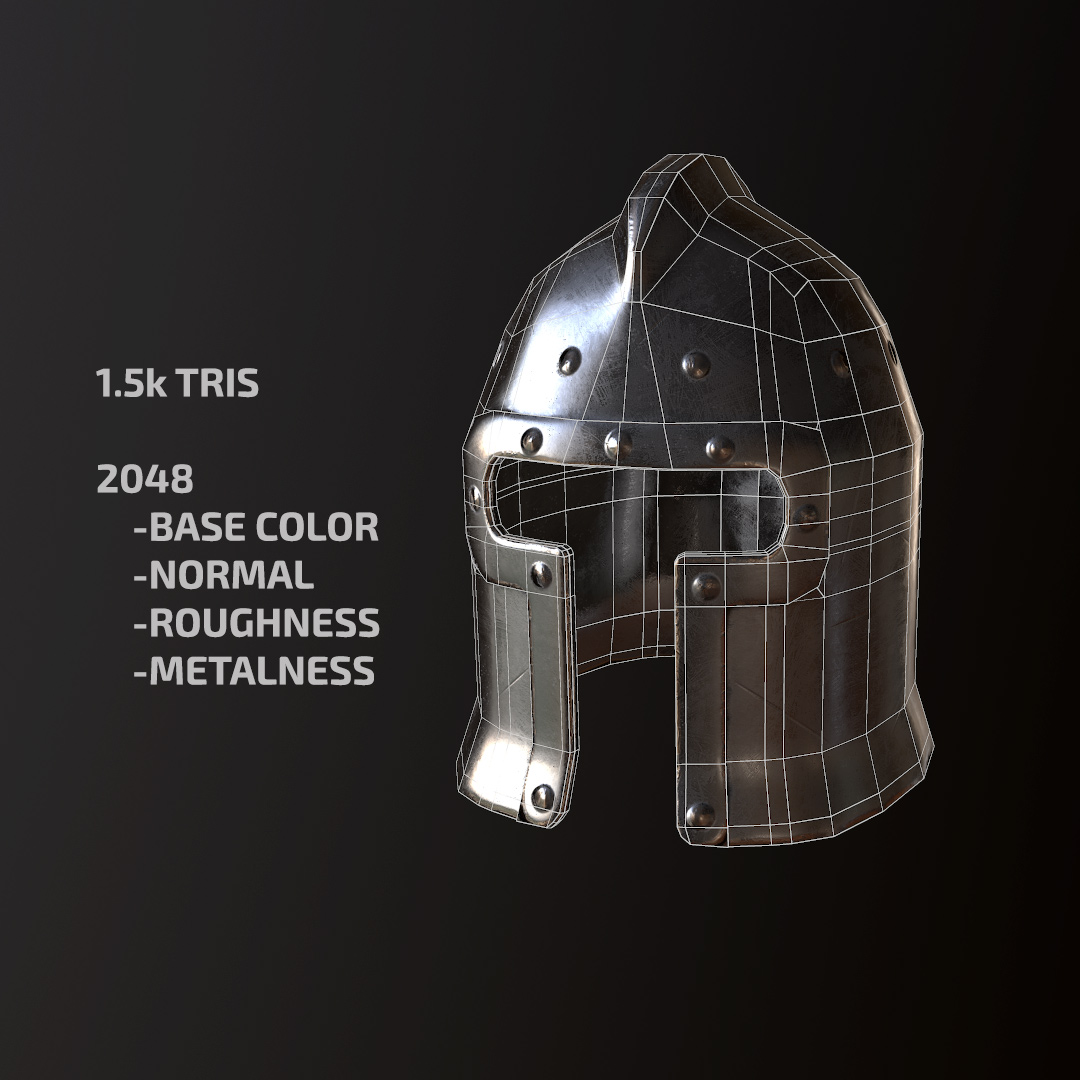 1.5k TRIS
2048
-BASE COLOR
-NORMAL
-ROUGHNESS
-METALNESS